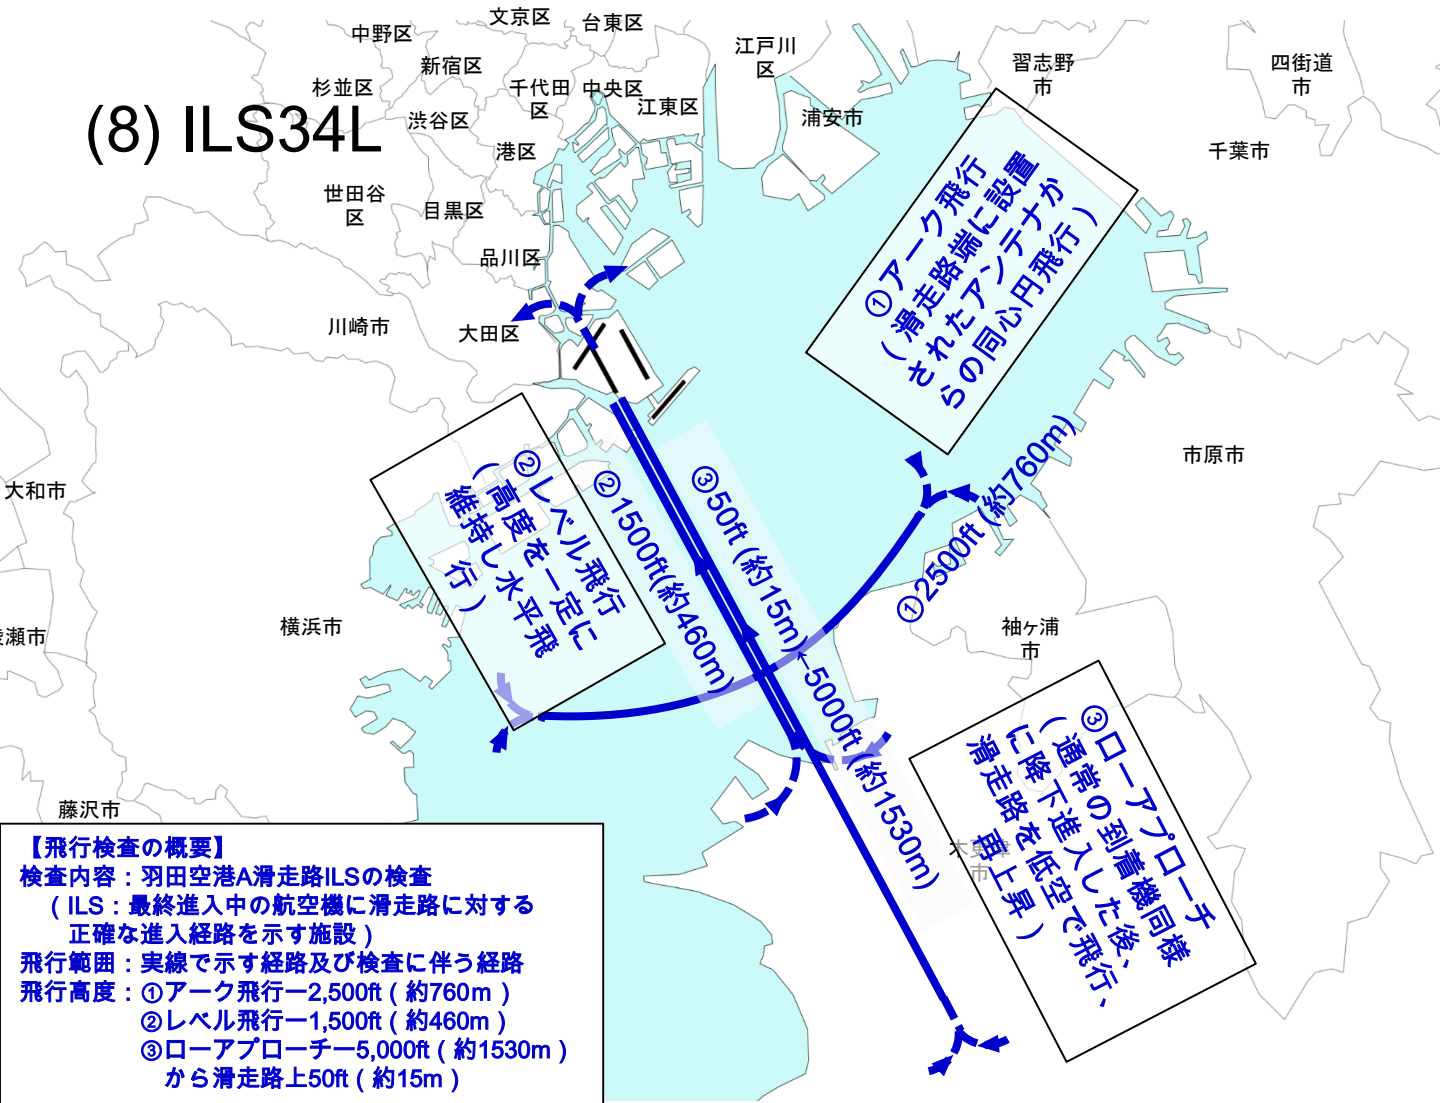 文京区
台東区
中野区
江戸川
区
新宿区
習志野
市
四街道
市
杉並区
千代田
区
中央区
江東区
浦安市
渋谷区
(8) ILS34L
港区
千葉市
世田谷
区
目黒区
品川区
川崎市
大田区
①アーク飛行
(滑走路端に設置
されたアンテナか
らの同心円飛行)
市原市
大和市
②レベル飛行
(高度を一定に
維持し水平飛
行)
②1500ft(約460m)
③50ft(約15m)←5000ft(約1530m)
①2500ft(約760m)
横浜市
瀬市
袖ヶ浦
市
③ローアプローチ
(通常の到着機同様
に降下進入した後、
滑走路を低空で飛行、
再上昇)
木更津
市
藤沢市
【飛行検査の概要】
検査内容：羽田空港A滑走路ILSの検査
(ILS：最終進入中の航空機に滑走路に対する
正確な進入経路を示す施設)
飛行範囲：実線で示す経路及び検査に伴う経路
飛行高度：①アーク飛行ー2,500ft(約760m)
②レベル飛行ー1,500ft(約460m)
③ローアプローチー5,000ft(約1530m)
から滑走路上50ft(約15m)